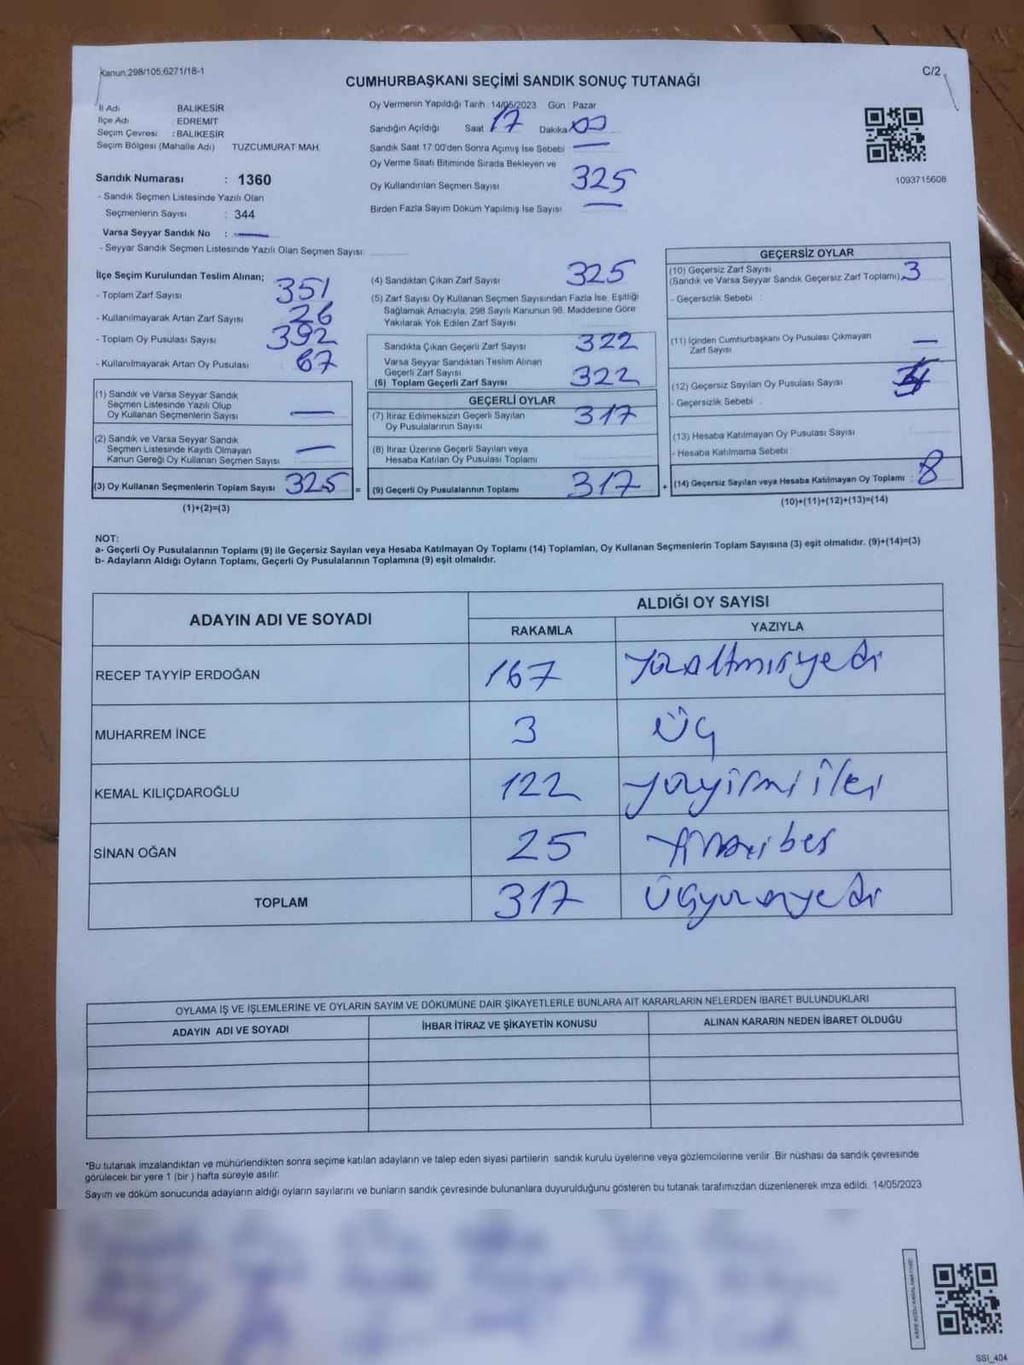 Kanun:298/105,6271/18-1
C/2
CUMHURBAŞKANI SEÇİMİ SANDIK SONUÇ TUTANAĞI
İl Adı BALIKESİR
İlçe Adı : EDREMIT
Seçim Çevresi : BALIKESİR
Seçim Bölgesi (Mahalle Adı) TUZCUMURAT MAH.
Sandık Numarası : 1360
- Sandık Seçmen Listesinde Yazılı Olan
Seçmenlerin Sayısı : 344
Varsa Seyyar Sandık No : —
- Seyyar Sandık Seçmen Listesinde Yazılı Olan Seçmen Sayısı
Oy Vermenin Yapıldığı Tarih : 14/05/2023 Gün : Pazar
Sandığın Açıldığı Saat 17 Dakika 00
Sandık Saat 17:00'den Sonra Açımış İse Sebebi —
Oy Verme Saati Bitiminde Sırada Bekleyen ve
Oy Kullandırılan Seçmen Sayısı 325
Birden Fazla Sayım Döküm Yapılmış İse Sayısı —
1093715608
İlçe Seçim Kurulundan Teslim Alınan;
- Toplam Zarf Sayısı 351
- Kullanılmayarak Artan Zarf Sayısı 26
- Toplam Oy Pusulası Sayısı 392
- Kullanılmayarak Artan Oy Pusulası 67
(1) Sandık ve Varsa Seyyar Sandık
Seçmen Listesinde Yazılı Olup
Oy Kullanan Seçmenlerin Sayısı —
(2) Sandık ve Varsa Seyyar Sandık
Seçmen Listesinde Kayıtlı Olmayan
Kanun Gereği Oy Kullanan Seçmen Sayısı —
(3) Oy Kullanan Seçmenlerin Toplam Sayısı 325 =
(1)+(2)=(3)
(4) Sandıktan Çıkan Zarf Sayısı 325
(5) Zarf Sayısı Oy Kullanan Seçmen Sayısından Fazla İse, Eşitliği
Sağlamak Amacıyla, 298 Sayılı Kanunun 98. Maddesine Göre
Yakılarak Yok Edilen Zarf Sayısı
Sandıkta Çıkan Geçerli Zarf Sayısı 322
Varsa Seyyar Sandıktan Teslim Alınan
Geçerli Zarf Sayısı
(6) Toplam Geçerli Zarf Sayısı 322
GEÇERLİ OYLAR
(7) İtiraz Edilmeksizin Geçerli Sayılan
Oy Pusulalarının Sayısı 317
(8) İtiraz Üzerine Geçerli Sayılan veya
Hesaba Katılan Oy Pusulası Toplamı
(9) Geçerli Oy Pusulalarının Toplamı 317 +
GEÇERSİZ OYLAR
(10) Geçersiz Zarf Sayısı
(Sandık ve Varsa Seyyar Sandık Geçersiz Zarf Toplamı) 3
- Geçersizlik Sebebi :
(11) İçinden Cumhurbaşkanı Oy Pusulası Çıkmayan
Zarf Sayısı —
(12) Geçersiz Sayılan Oy Pusulası Sayısı
- Geçersizlik Sebebi :
(13) Hesaba Katılmayan Oy Pusulası Sayısı
- Hesaba Katılmama Sebebi
(14) Geçersiz Sayılan veya Hesaba Katılmayan Oy Toplamı : 8
(10)+(11)+(12)+(13)=(14)
NOT:
a- Geçerli Oy Pusulalarının Toplamı (9) ile Geçersiz Sayılan veya Hesaba Katılmayan Oy Toplamı (14) Toplamları, Oy Kullanan Seçmenlerin Toplam Sayısına (3) eşit olmalıdır. (9)+(14)=(3)
b- Adayların Aldığı Oyların Toplamı, Geçerli Oy Pusulalarının Toplamına (9) eşit olmalıdır.
ADAYIN ADI VE SOYADI
ALDIĞI OY SAYISI
RAKAMLA YAZIYLA
RECEP TAYYİP ERDOĞAN 167 yüzaltmışyedi
MUHARREM İNCE 3 üç
KEMAL KILIÇDAROĞLU 122 yüzyirmi iki
SİNAN OĞAN 25 yirmibeş
TOPLAM 317 üçyüzonyedi
OYLAMA İŞ VE İŞLEMLERİNE VE OYLARIN SAYIM VE DÖKÜMÜNE DAİR ŞİKAYETLERLE BUNLARA AİT KARARLARIN NELERDEN İBARET BULUNDUKLARI
ADAYIN ADI VE SOYADI İHBAR İTİRAZ VE ŞİKAYETİN KONUSU ALINAN KARARIN NEDEN İBARET OLDUĞU
*Bu tutanak imzalandıktan ve mühürlendikten sonra seçime katılan adayların ve talep eden siyasi partilerin sandık kurulu üyelerine veya gözlemcilerine verilir. Bir nüshası da sandık çevresinde
görülecek bir yere 1 (bir ) hafta süreyle asılır.
Sayım ve döküm sonucunda adayların aldığı oyların sayılarını ve bunların sandık çevresinde bulunanlara duyurulduğunu gösteren bu tutanak tarafımızdan düzenlenerek imza edildi. 14/05/2023
SSI_404